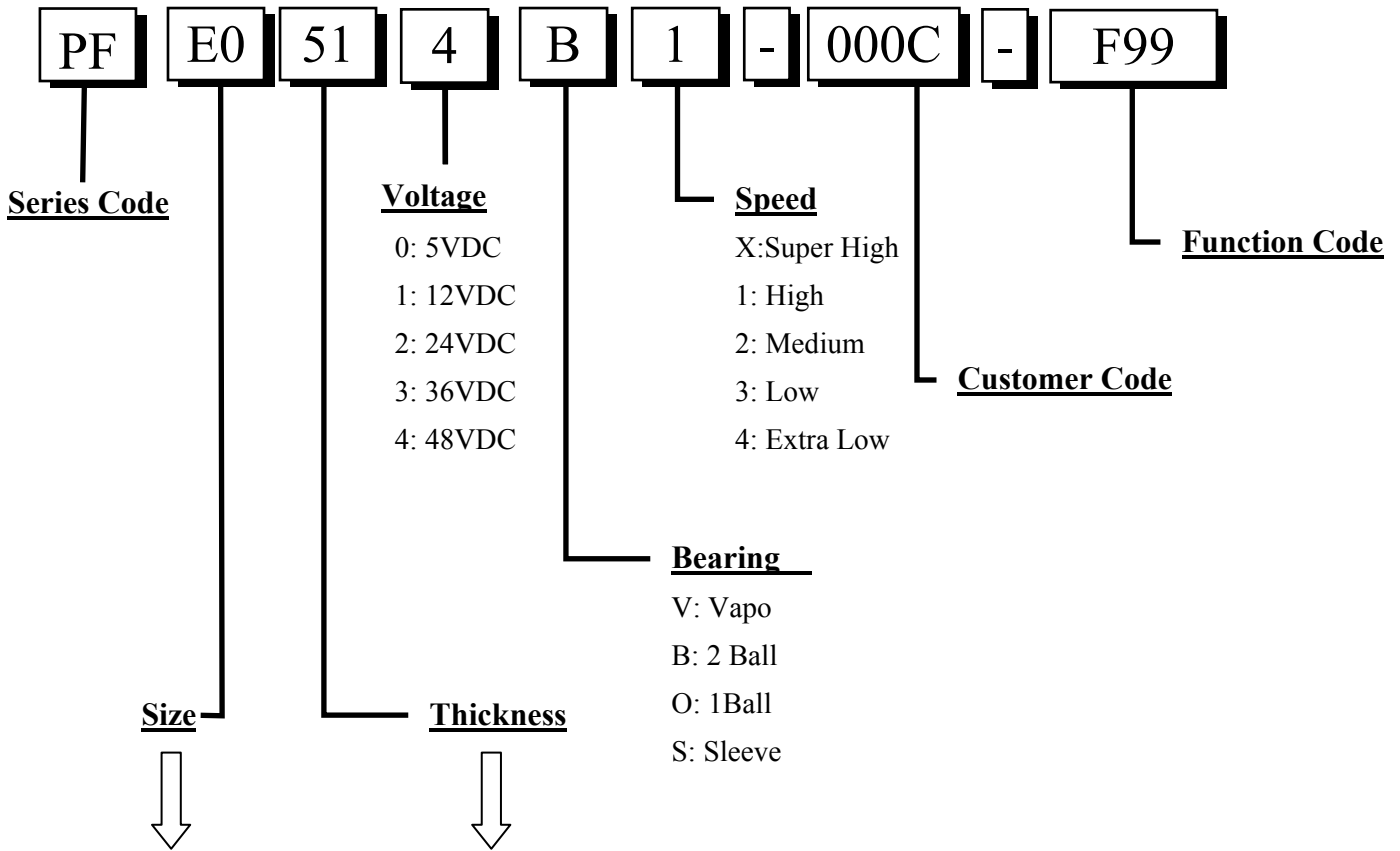 PF E0 51 4 B 1 - 000C - F99
Series Code
Voltage
0: 5VDC
1: 12VDC
2: 24VDC
3: 36VDC
4: 48VDC
Speed
X:Super High
1: High
2: Medium
3: Low
4: Extra Low
Function Code
Customer Code
Bearing
V: Vapo
B: 2 Ball
O: 1Ball
S: Sleeve
Size
Thickness